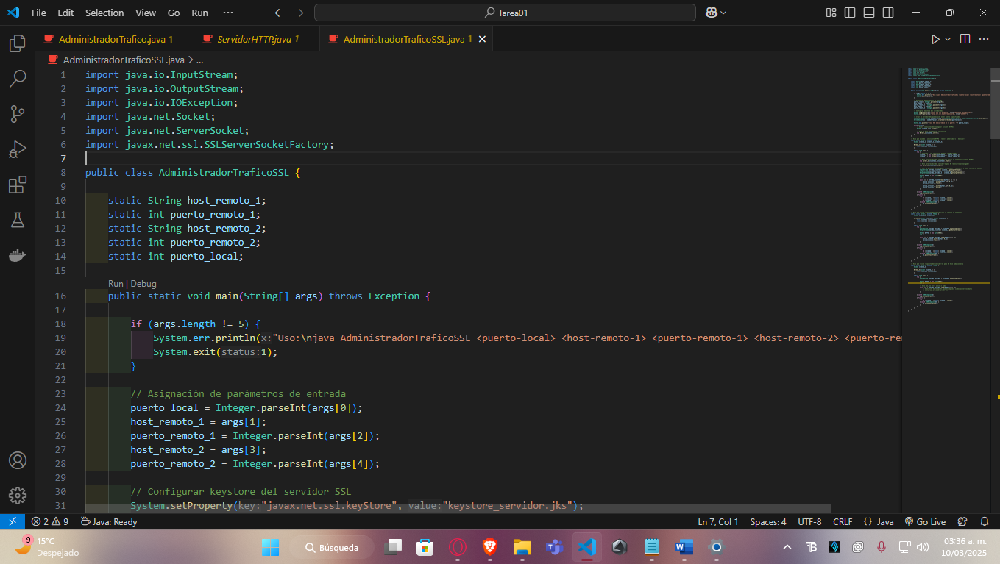 File Edit Selection View Go Run ··· Tarea01
AdministradorTrafico.java 1 ServidorHTTP.java 1 AdministradorTraficoSSL.java 1
AdministradorTraficoSSL.java > ...
1 import java.io.InputStream;
2 import java.io.OutputStream;
3 import java.io.IOException;
4 import java.net.Socket;
5 import java.net.ServerSocket;
6 import javax.net.ssl.SSLServerSocketFactory;
7
8 public class AdministradorTraficoSSL {
9
10 static String host_remoto_1;
11 static int puerto_remoto_1;
12 static String host_remoto_2;
13 static int puerto_remoto_2;
14 static int puerto_local;
15
Run | Debug
16 public static void main(String[] args) throws Exception {
17
18 if (args.length != 5) {
19 System.err.println(x:"Uso:\njava AdministradorTraficoSSL <puerto-local> <host-remoto-1> <puerto-remoto-1> <host-remoto-2> <puerto-re
20 System.exit(status:1);
21 }
22
23 // Asignación de parámetros de entrada
24 puerto_local = Integer.parseInt(args[0]);
25 host_remoto_1 = args[1];
26 puerto_remoto_1 = Integer.parseInt(args[2]);
27 host_remoto_2 = args[3];
28 puerto_remoto_2 = Integer.parseInt(args[4]);
29
30 // Configurar keystore del servidor SSL
31 System.setProperty(key:"javax.net.ssl.keyStore", value:"keystore_servidor.jks");
2 9 Java: Ready Ln 7, Col 1 Spaces: 4 UTF-8 CRLF {} Java Go Live
9 15°C
Despejado
Búsqueda
03:36 a. m.
10/03/2025